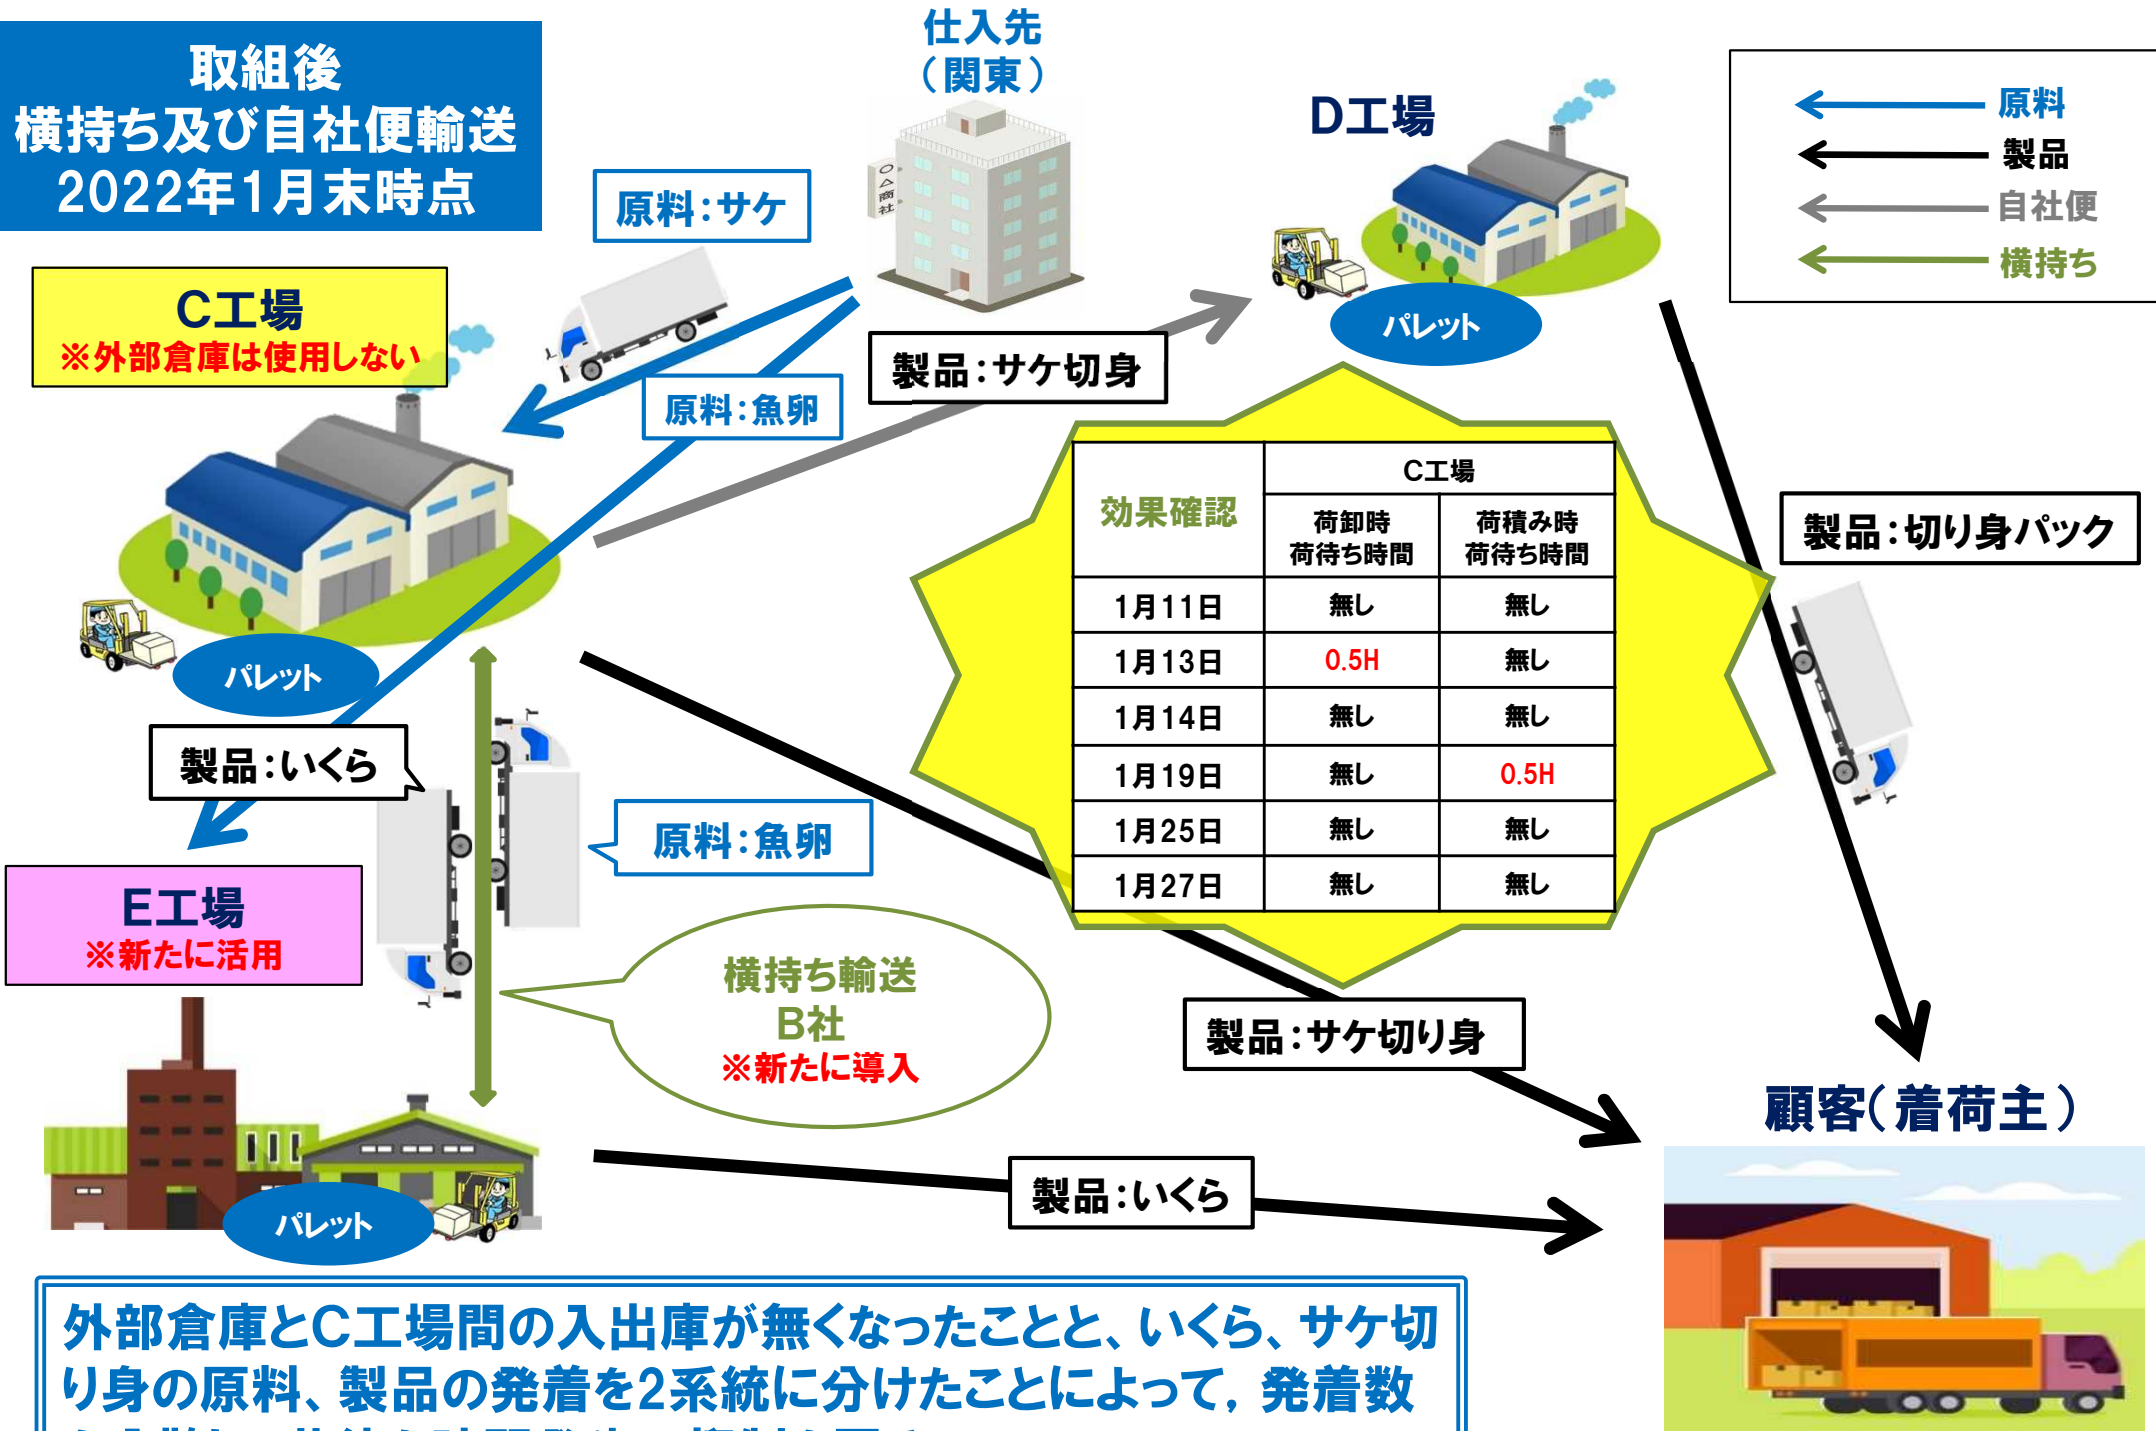 取組後
横持ち及び自社便輸送
2022年1月末時点
仕入先
（関東）
○△商社
D工場
パレット
原料
製品
自社便
横持ち
原料：サケ
C工場
※外部倉庫は使用しない
原料：魚卵
製品：サケ切身
パレット
効果確認
C工場
荷卸時
荷待ち時間
荷積み時
荷待ち時間
1月11日 無し 無し
1月13日 0.5H 無し
1月14日 無し 無し
1月19日 無し 0.5H
1月25日 無し 無し
1月27日 無し 無し
製品：切り身パック
製品：いくら
原料：魚卵
E工場
※新たに活用
横持ち輸送
B社
※新たに導入
製品：サケ切り身
顧客（着荷主）
パレット
製品：いくら
外部倉庫とC工場間の入出庫が無くなったことと、いくら、サケ切
り身の原料、製品の発着を2系統に分けたことによって，発着数